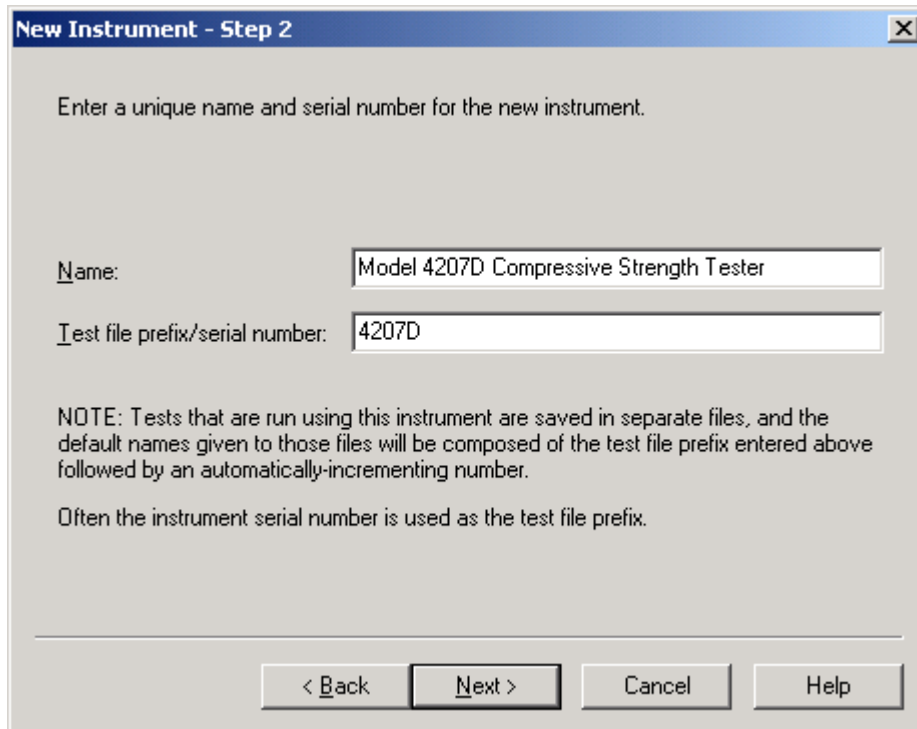 New Instrument - Step 2
Enter a unique name and serial number for the new instrument.
Name:
Model 4207D Compressive Strength Tester
Test file prefix/serial number:
4207D
NOTE: Tests that are run using this instrument are saved in separate files, and the
default names given to those files will be composed of the test file prefix entered above
followed by an automatically-incrementing number.
Often the instrument serial number is used as the test file prefix.
< Back
Next >
Cancel
Help